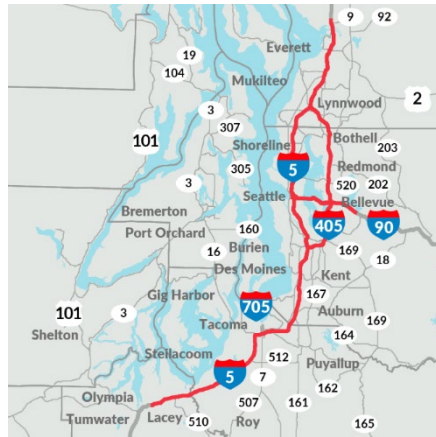 9
92
Everett
19
104
Mukilteo
2
Lynnwood
3
307
101
Bothell
203
Shoreline
5
Redmond
305
520
202
3
Seattle
Bellevue
Bremerton
405
90
Port Orchard
160
16
Burien
169
18
Des Moines
Kent
Gig Harbor
705
167
101
3
Auburn
169
Tacoma
164
Shelton
Steilacoom
512
Puyallup
5
7
162
Olympia
507
161
Tumwater
Lacey
510
Roy
165